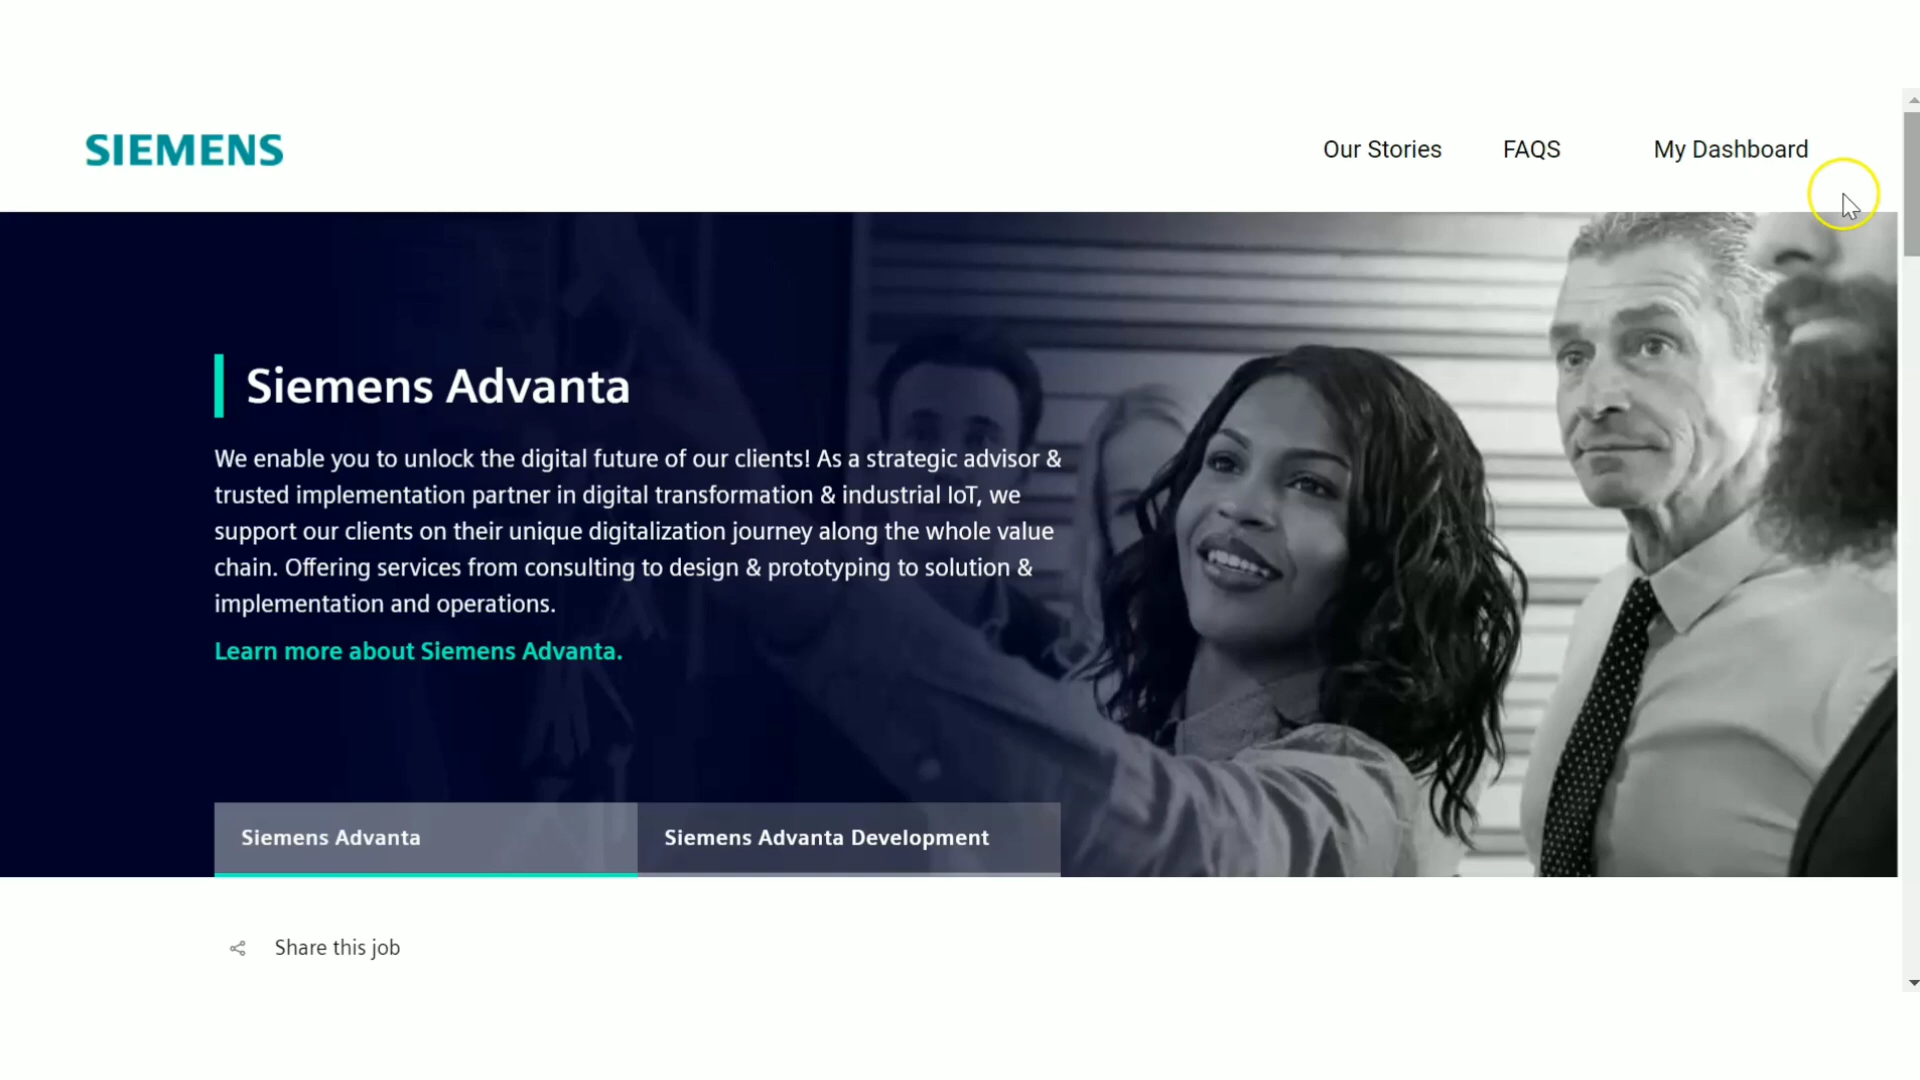 SIEMENS
Our Stories
FAQS
My Dashboard
Siemens Advanta
We enable you to unlock the digital future of our clients! As a strategic advisor &
trusted implementation partner in digital transformation & industrial IoT, we
support our clients on their unique digitalization journey along the whole value
chain. Offering services from consulting to design & prototyping to solution &
implementation and operations.
Learn more about Siemens Advanta.
Siemens Advanta
Siemens Advanta Development
Share this job